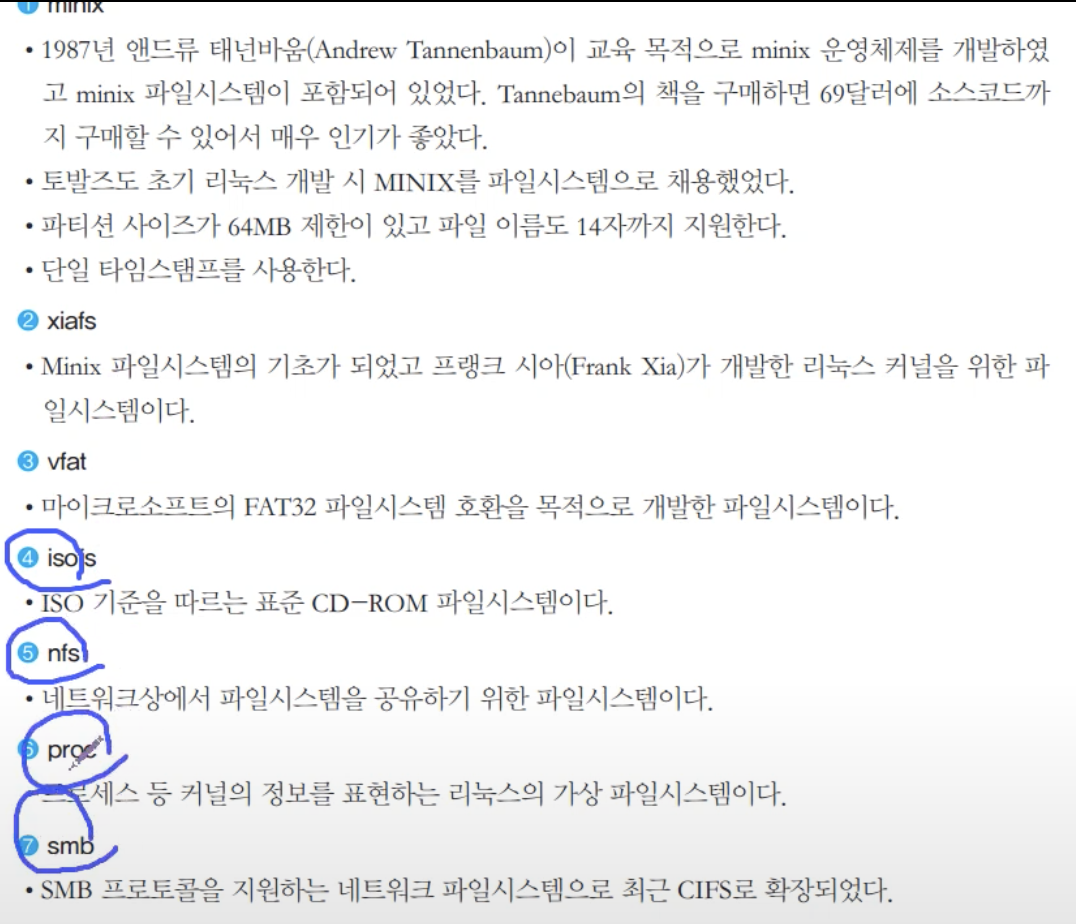 1 minix
• 1987년 앤드류 태넌바움(Andrew Tannenbaum)이 교육 목적으로 minix 운영체제를 개발하였
고 minix 파일시스템이 포함되어 있었다. Tannebaum의 책을 구매하면 69달러에 소스코드까
지 구매할 수 있어서 매우 인기가 좋았다.
• 토발즈도 초기 리눅스 개발 시 MINIX를 파일시스템으로 채용했었다.
• 파티션 사이즈가 64MB 제한이 있고 파일 이름도 14자까지 지원한다.
• 단일 타임스탬프를 사용한다.
2 xiafs
• Minix 파일시스템의 기초가 되었고 프랭크 시아(Frank Xia)가 개발한 리눅스 커널을 위한 파
일시스템이다.
3 vfat
• 마이크로소프트의 FAT32 파일시스템 호환을 목적으로 개발한 파일시스템이다.
4 isofs
• ISO 기준을 따르는 표준 CD-ROM 파일시스템이다.
5 nfs
• 네트워크상에서 파일시스템을 공유하기 위한 파일시스템이다.
6 proc
프로세스 등 커널의 정보를 표현하는 리눅스의 가상 파일시스템이다.
7 smb
• SMB 프로토콜을 지원하는 네트워크 파일시스템으로 최근 CIFS로 확장되었다.